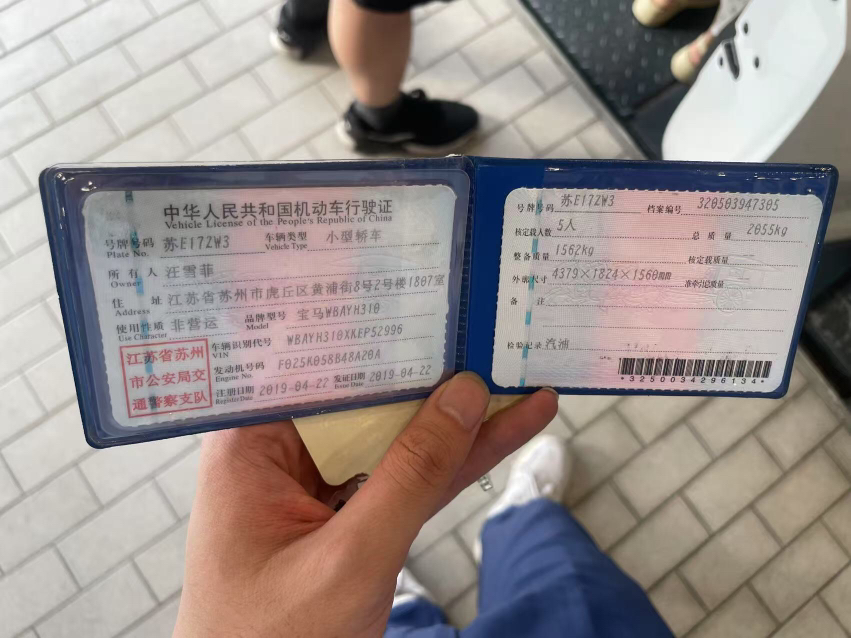 中华人民共和国机动车行驶证
Vehicle License of the People's Republic of China
号牌号码 苏E17ZW3 车辆类型 小型轿车
Plate No. Vehicle Type
所有人 汪雪菲
Owner
住址 江苏省苏州市虎丘区黄浦街8号2号楼1807室
Address
使用性质 非营运 品牌型号 宝马WBAYH310
Use Character Model
江苏省苏州
市公安局交
通警察支队
车辆识别代号 WBAYH310XKEP52996
VIN
发动机号码 F025K058B48A20A
Engine No.
注册日期 2019-04-22 发证日期 2019-04-22
Register Date Issue Date
号牌号码 苏E17ZW3 档案编号 320503947305
核定载人数 5人 总质量 2055kg
整备质量 1562kg 核定载质量
外廓尺寸 4379×1824×1560mm 准牵引总质量
备注
检验记录 汽油
*3250034296134*